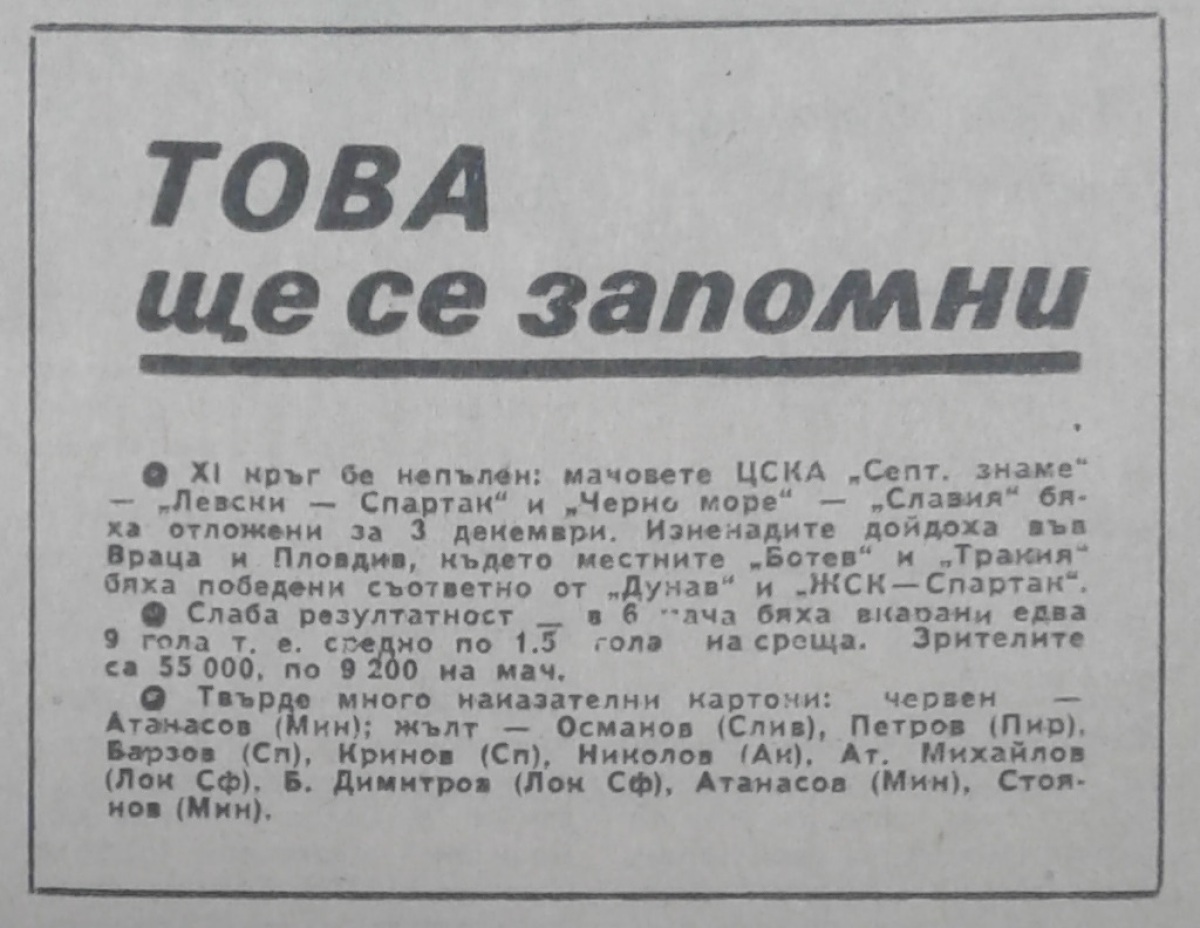 ТОВА
ще се запомни
XI кръг бе непълен: мачовете ЦСКА „Септ. знаме“
— „Левски — Спартак“ и „Черно море“ — „Славия“ бя-
ха отложени за 3 декември. Изненадите дойдоха във
Враца и Пловдив, където местните „Ботев“ и „Тракия“
бяха победени съответно от „Дунав“ и „ЖСК—Спартак“.
Слаба резултатност — в 6 мача бяха вкарани едва
9 гола т. е. средно по 1.5 гола на среща. Зрителите
са 55 000, по 9 200 на мач.
Твърде много наказателни картони: червен —
Атанасов (Мин); жълт — Османов (Слив), Петров (Пир),
Барзов (Сп), Кринов (Сп), Николов (Ак), Ат. Михайлов
(Лок Сф), Б. Димитров (Лок Сф), Атанасов (Мин), Стоя-
нов (Мин).